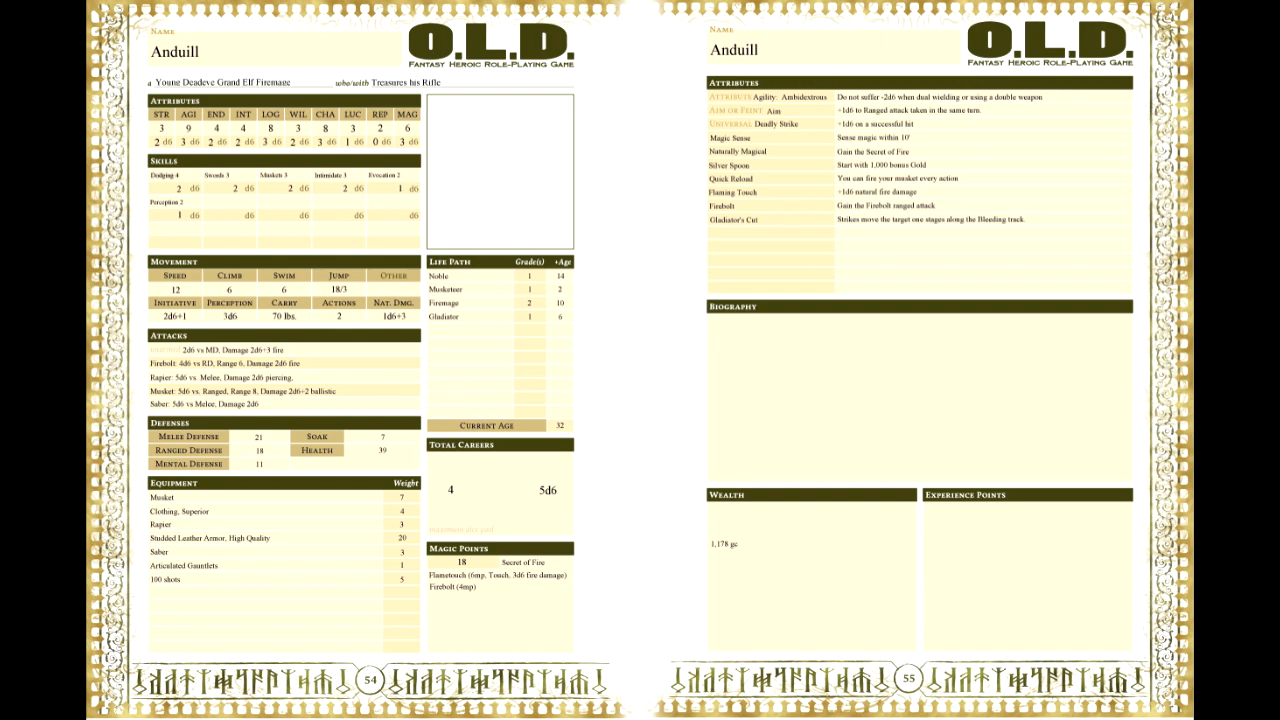 NAME
Anduill
O.L.D.
FANTASY HEROIC ROLE-PLAYING GAME
a Young Deadeye Grand Elf Firemage who/with Treasures his Rifle
ATTRIBUTES
STR AGI END INT LOG WIL CHA LUC REP MAG
3 9 4 4 8 3 8 3 2 6
2 d6 3 d6 2 d6 2 d6 3 d6 2 d6 3 d6 1 d6 0 d6 3 d6
SKILLS
Dodging 4 Swords 3 Muskets 3 Intimidate 3 Evocation 2
2 d6 2 d6 2 d6 2 d6 1 d6
Perception 2
1 d6 d6 d6 d6 d6
MOVEMENT
SPEED CLIMB SWIM JUMP OTHER
12 6 6 18/3
INITIATIVE PERCEPTION CARRY ACTIONS NAT. DMG.
2d6+1 3d6 70 lbs. 2 1d6+3
ATTACKS
2d6 vs MD, Damage 2d6+3 fire
Firebolt: 4d6 vs RD, Range 6, Damage 2d6 fire
Rapier: 5d6 vs Melee, Damage 2d6 piercing,
Musket: 5d6 vs. Ranged, Range 8, Damage 2d6+2 ballistic
Saber: 5d6 vs Melee, Damage 2d6
DEFENSES
MELEE DEFENSE 21 SOAK 7
RANGED DEFENSE 18 HEALTH 39
MENTAL DEFENSE 11
EQUIPMENT Weight
Musket 7
Clothing, Superior 4
Rapier 3
Studded Leather Armor, High Quality 20
Saber 3
Articulated Gauntlets 1
100 shots 5
LIFE PATH Grade(s) +Age
Noble 1 14
Musketeer 1 2
Firemage 2 10
Gladiator 1 6
CURRENT AGE 32
TOTAL CAREERS
4 5d6
maximum dice pool
MAGIC POINTS
18 Secret of Fire
Flametouch (6mp, Touch, 3d6 fire damage)
Firebolt (4mp)
54
NAME
Anduill
O.L.D.
FANTASY HEROIC ROLE-PLAYING GAME
ATTRIBUTES
ATTRIBUTE Agility: Ambidextrous Do not suffer -2d6 when dual wielding or using a double weapon
AIM OR FEINT Aim +1d6 to Ranged attack taken in the same turn.
UNIVERSAL Deadly Strike +1d6 on a successful hit
Magic Sense Sense magic within 10'
Naturally Magical Gain the Secret of Fire
Silver Spoon Start with 1,000 bonus Gold
Quick Reload You can fire your musket every action
Flaming Touch +1d6 natural fire damage
Firebolt Gain the Firebolt ranged attack
Gladiator's Cut Strikes move the target one stages along the Bleeding track.
BIOGRAPHY
WEALTH EXPERIENCE POINTS
1,178 gc
55